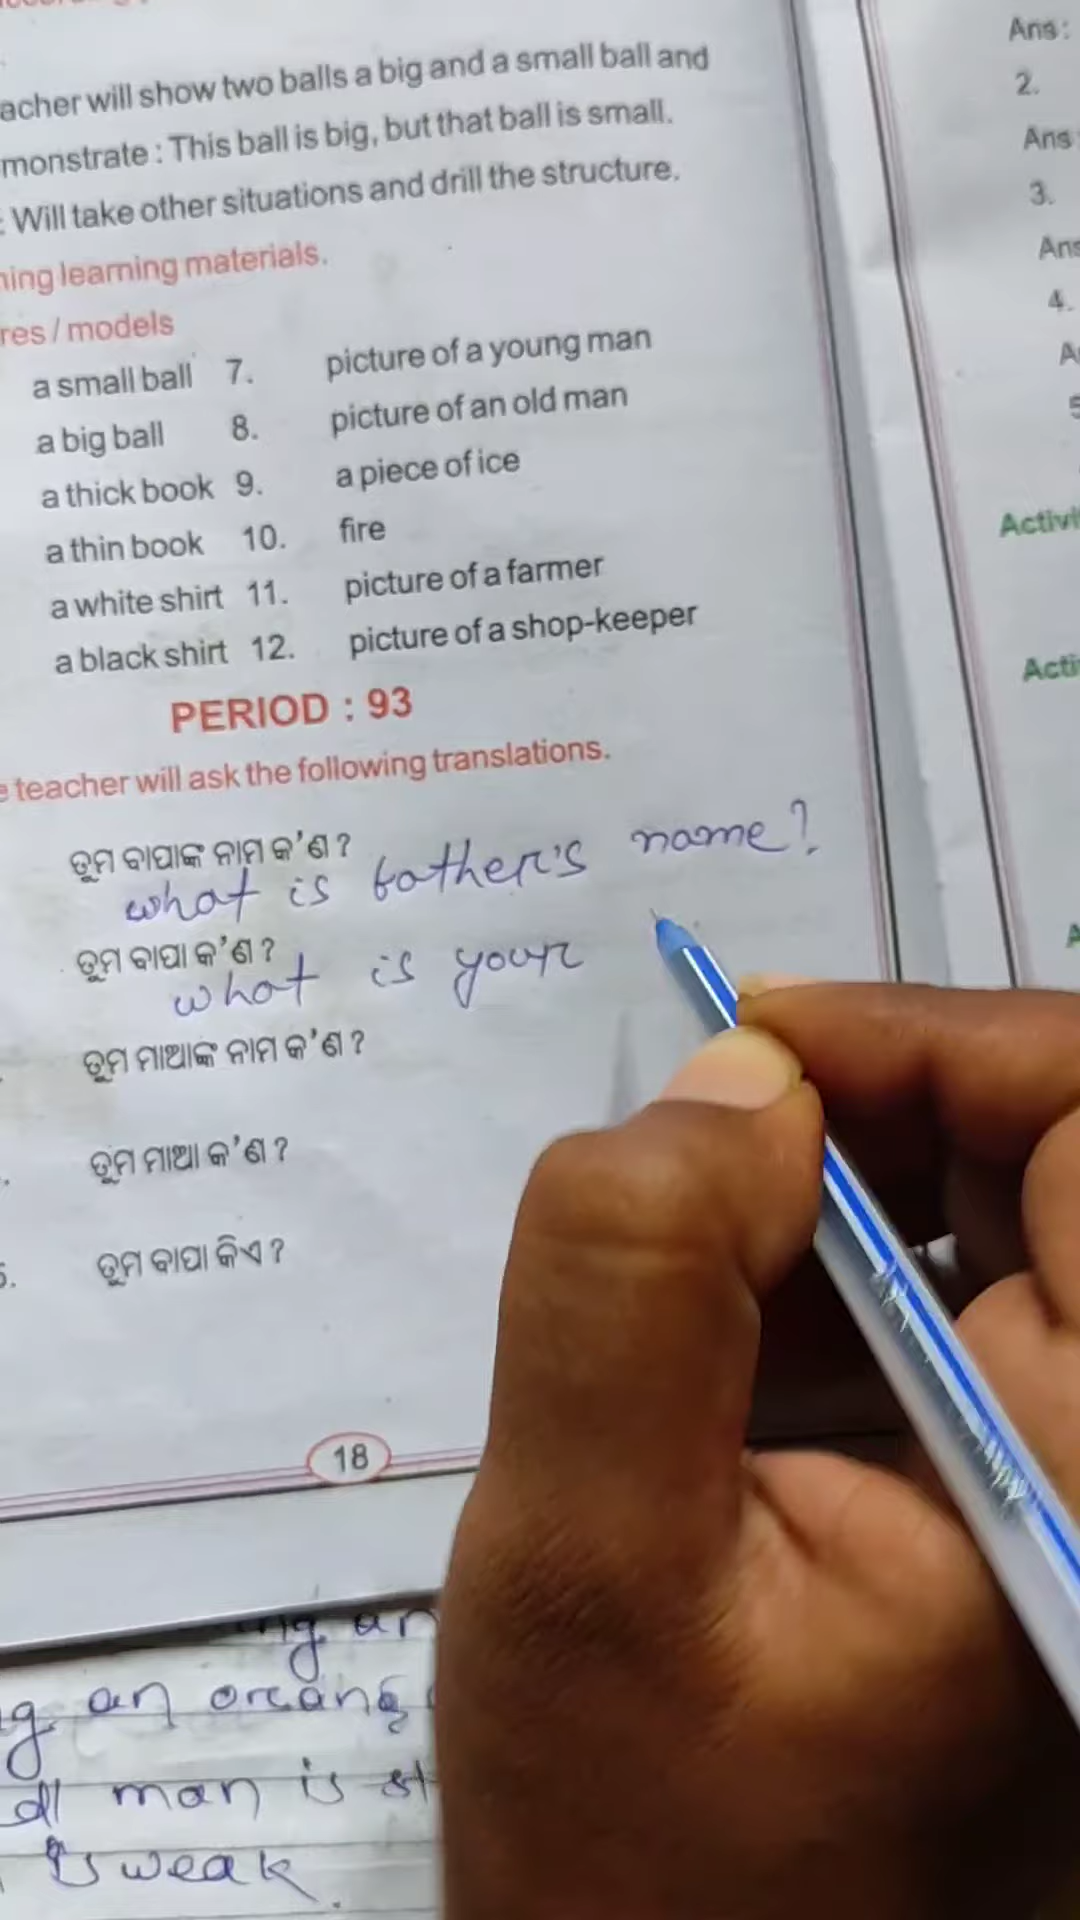 acher will show two balls a big and a small ball and
monstrate : This ball is big, but that ball is small.
: Will take other situations and drill the structure.
ning learning materials.
res / models
a small ball 7. picture of a young man
a big ball 8. picture of an old man
a thick book 9. a piece of ice
a thin book 10. fire
a white shirt 11. picture of a farmer
a black shirt 12. picture of a shop-keeper
PERIOD : 93
e teacher will ask the following translations.
ତୁମ ବାପାଙ୍କ ନାମ କ'ଣ ?
what is father's name?
ତୁମ ବାପା କ'ଣ ?
what is your
ତୁମ ମାଆଙ୍କ ନାମ କ'ଣ ?
ତୁମ ମାଆ କ'ଣ ?
5. ତୁମ ବାପା କିଏ ?
18
an orang
man is st
is weak.
Ans :
2.
Ans :
3.
Ans
4.
A
5
Activi
Acti
A